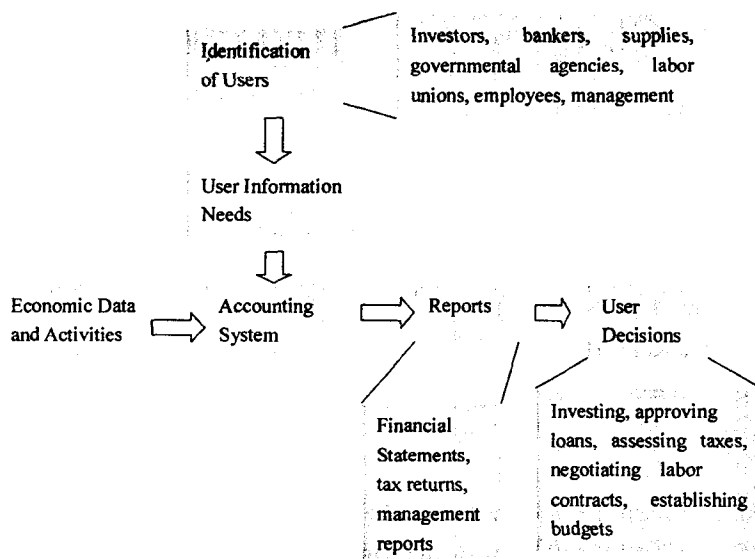 Identification
of Users
Investors, bankers, supplies,
governmental agencies, labor
unions, employees, management
User Information
Needs
Economic Data
and Activities
Accounting
System
Reports
User
Decisions
Financial
Statements,
tax returns,
management
reports
Investing, approving
loans, assessing taxes,
negotiating labor
contracts, establishing
budgets